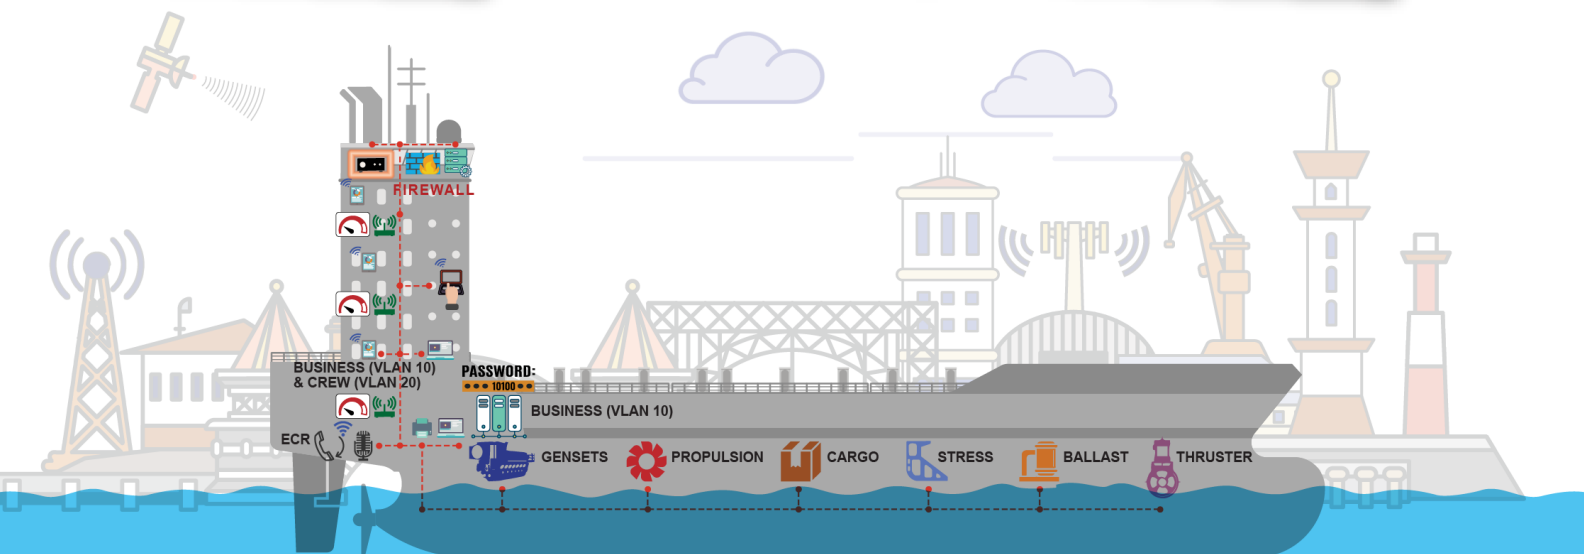 FIREWALL
BUSINESS (VLAN 10)
& CREW (VLAN 20)
PASSWORD:
10100
BUSINESS (VLAN 10)
ECR
GENSETS
PROPULSION
CARGO
STRESS
BALLAST
THRUSTER